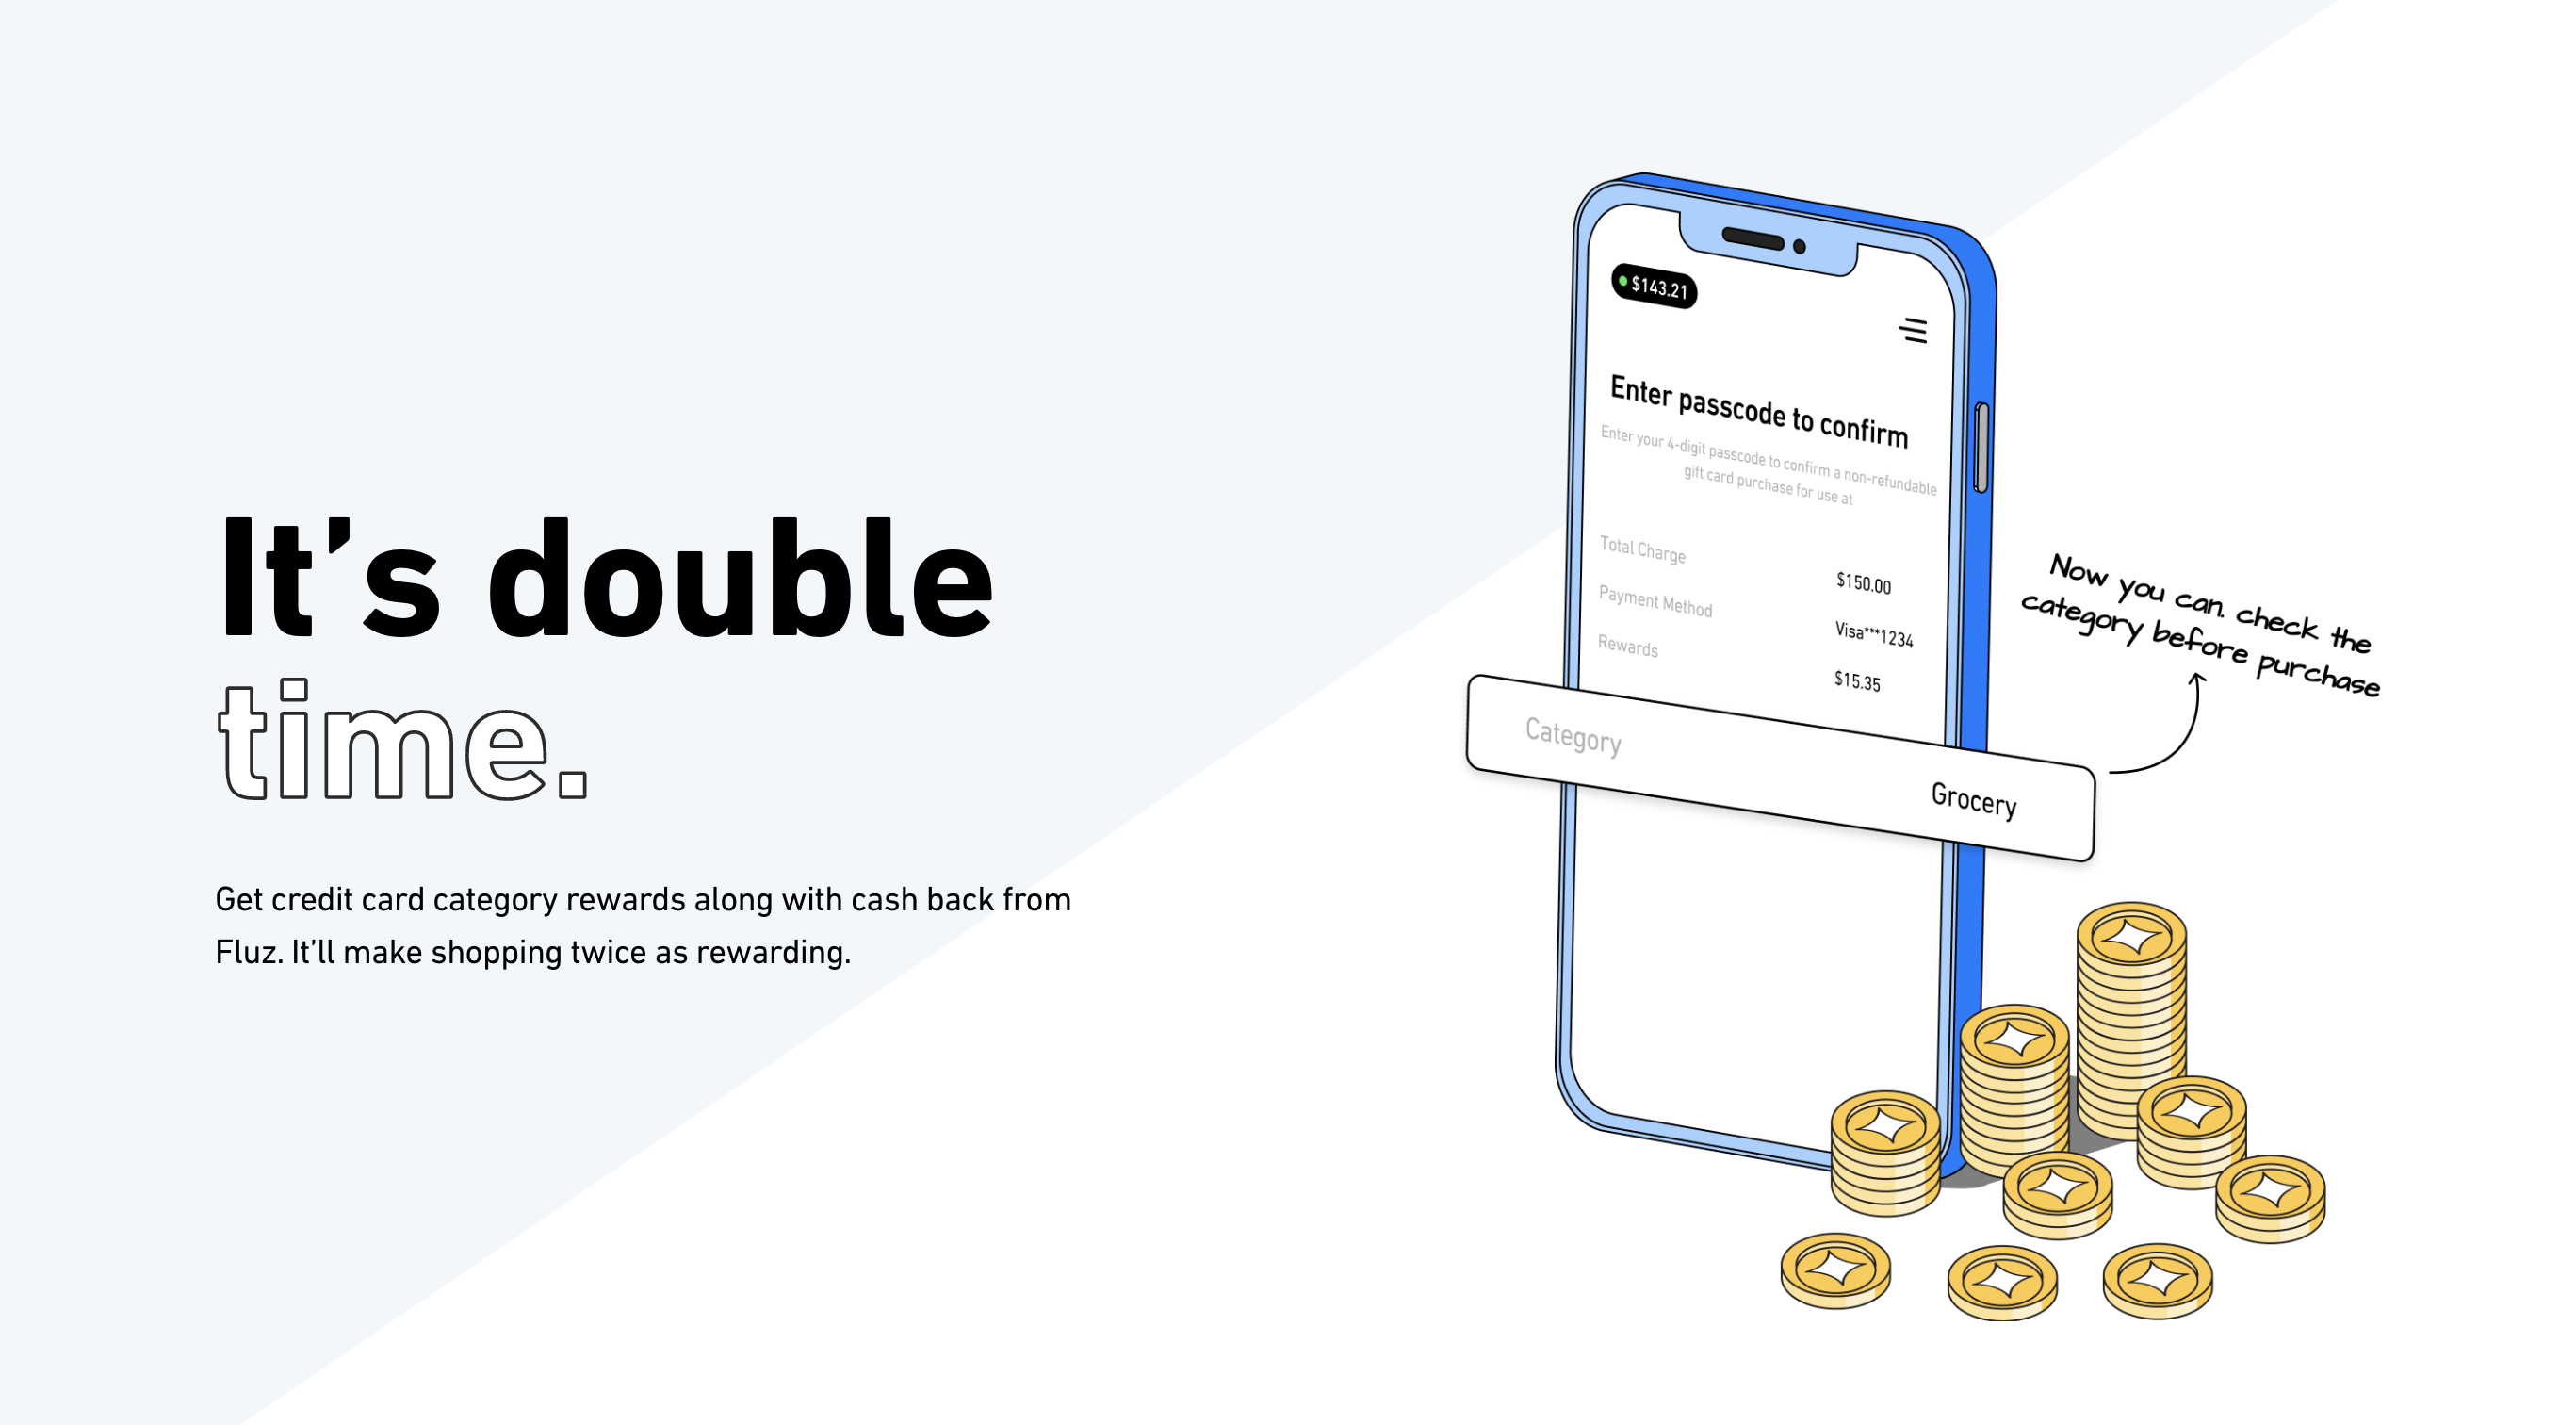 It’s double
time.
Get credit card category rewards along with cash back from
Fluz. It’ll make shopping twice as rewarding.
$143.21
Enter passcode to confirm
Enter your 4-digit passcode to confirm a non-refundable
gift card purchase for use at
Total Charge $150.00
Payment Method Visa***1234
Rewards $15.35
Category Grocery
Now you can. check the
category before purchase